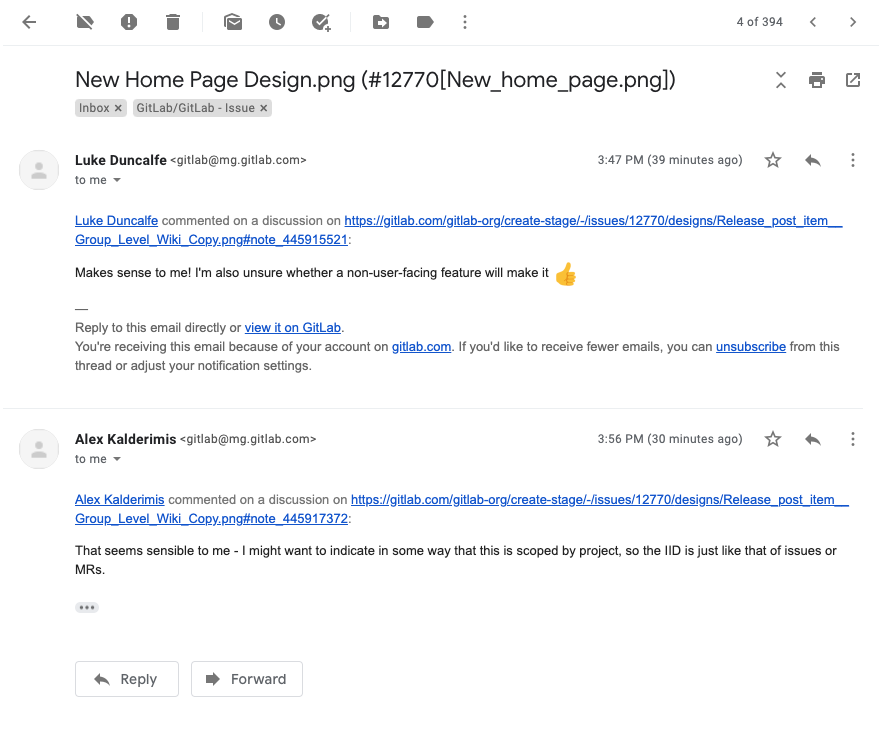 4 of 394
New Home Page Design.png (#12770[New_home_page.png])
Inbox × GitLab/GitLab - Issue ×
Luke Duncalfe <gitlab@mg.gitlab.com> 3:47 PM (39 minutes ago)
to me
Luke Duncalfe commented on a discussion on https://gitlab.com/gitlab-org/create-stage/-/issues/12770/designs/Release_post_item__
Group_Level_Wiki_Copy.png#note_445915521:
Makes sense to me! I'm also unsure whether a non-user-facing feature will make it 👍
—
Reply to this email directly or view it on GitLab.
You're receiving this email because of your account on gitlab.com. If you'd like to receive fewer emails, you can unsubscribe from this
thread or adjust your notification settings.
Alex Kalderimis <gitlab@mg.gitlab.com> 3:56 PM (30 minutes ago)
to me
Alex Kalderimis commented on a discussion on https://gitlab.com/gitlab-org/create-stage/-/issues/12770/designs/Release_post_item__
Group_Level_Wiki_Copy.png#note_445917372:
That seems sensible to me - I might want to indicate in some way that this is scoped by project, so the IID is just like that of issues or
MRs.
Reply Forward